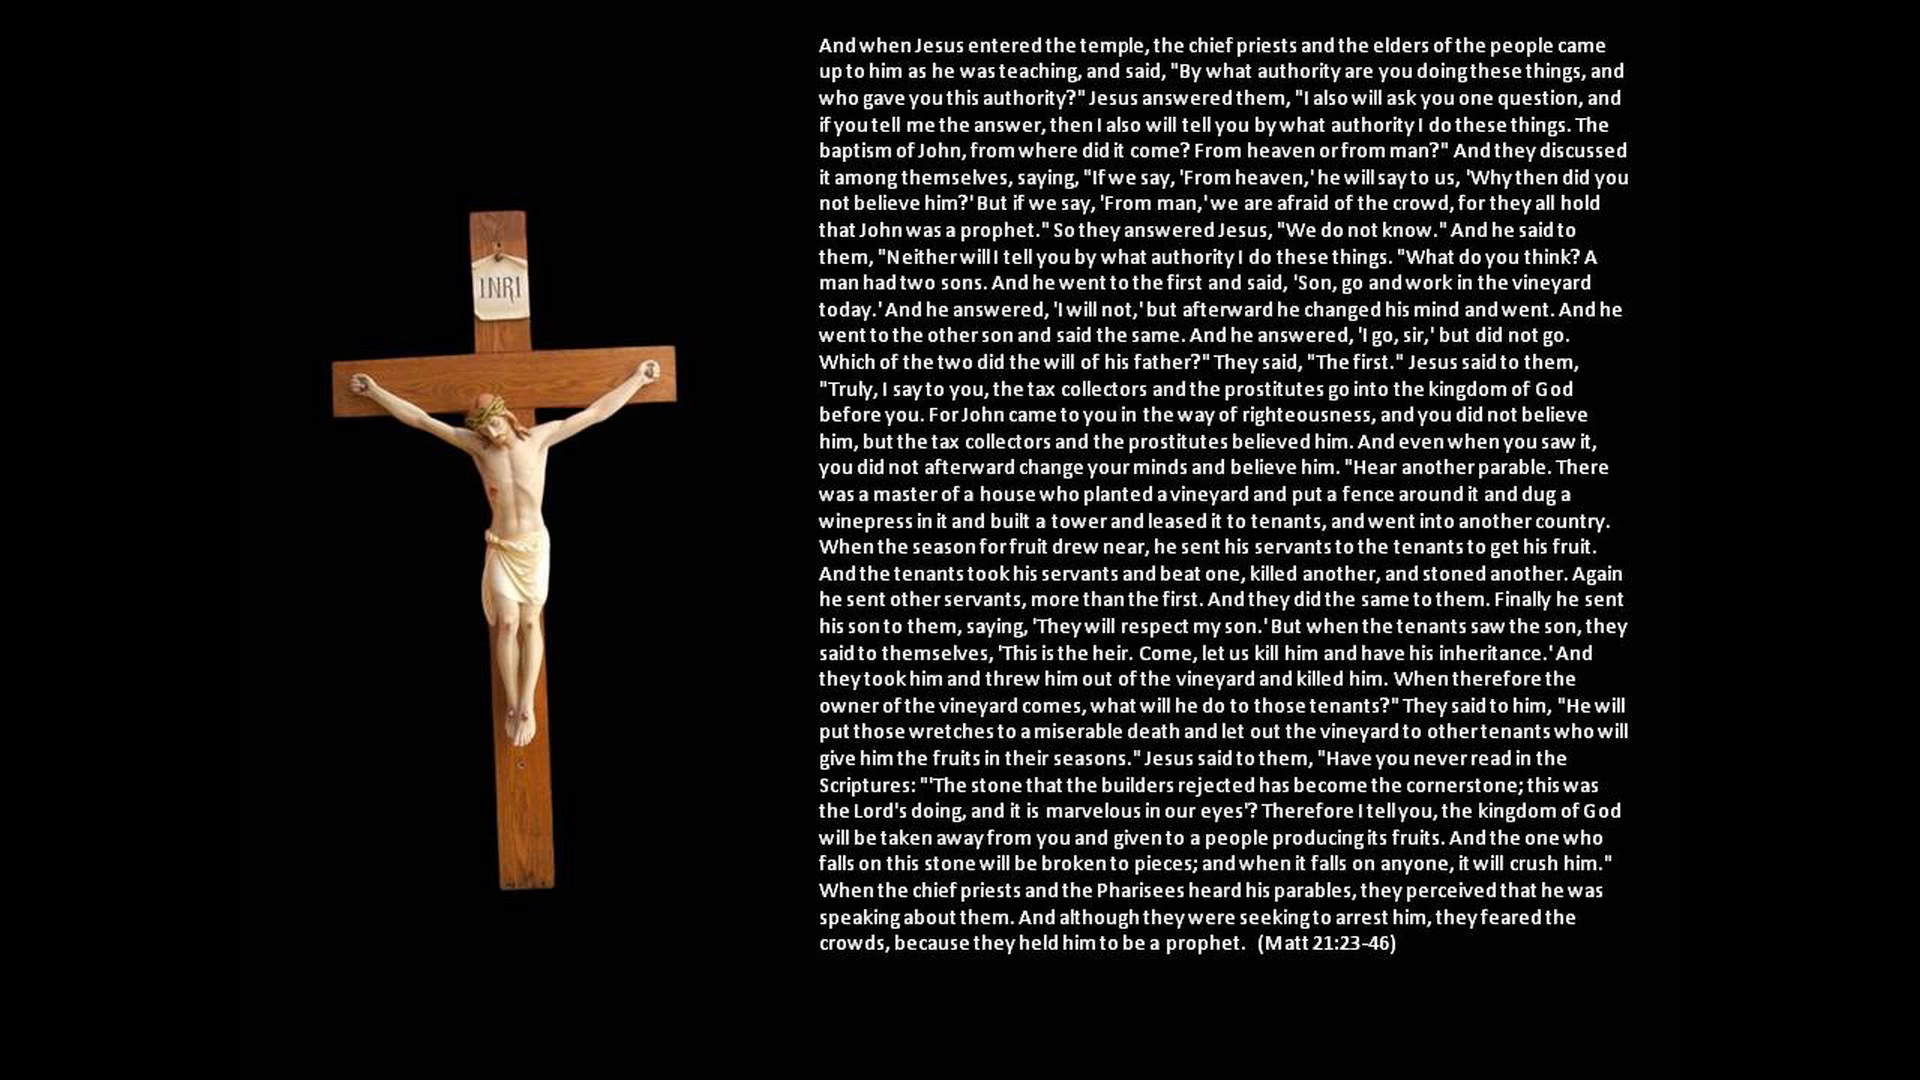 INRI
And when Jesus entered the temple, the chief priests and the elders of the people came
up to him as he was teaching, and said, "By what authority are you doing these things, and
who gave you this authority?" Jesus answered them, "I also will ask you one question, and
if you tell me the answer, then I also will tell you by what authority I do these things. The
baptism of John, from where did it come? From heaven or from man?" And they discussed
it among themselves, saying, "If we say, 'From heaven,' he will say to us, 'Why then did you
not believe him?' But if we say, 'From man,' we are afraid of the crowd, for they all hold
that John was a prophet." So they answered Jesus, "We do not know." And he said to
them, "Neither will I tell you by what authority I do these things. "What do you think? A
man had two sons. And he went to the first and said, 'Son, go and work in the vineyard
today.' And he answered, 'I will not,' but afterward he changed his mind and went. And he
went to the other son and said the same. And he answered, 'I go, sir,' but did not go.
Which of the two did the will of his father?" They said, "The first." Jesus said to them,
"Truly, I say to you, the tax collectors and the prostitutes go into the kingdom of God
before you. For John came to you in the way of righteousness, and you did not believe
him, but the tax collectors and the prostitutes believed him. And even when you saw it,
you did not afterward change your minds and believe him. "Hear another parable. There
was a master of a house who planted a vineyard and put a fence around it and dug a
winepress in it and built a tower and leased it to tenants, and went into another country.
When the season for fruit drew near, he sent his servants to the tenants to get his fruit.
And the tenants took his servants and beat one, killed another, and stoned another. Again
he sent other servants, more than the first. And they did the same to them. Finally he sent
his son to them, saying, 'They will respect my son.' But when the tenants saw the son, they
said to themselves, 'This is the heir. Come, let us kill him and have his inheritance.' And
they took him and threw him out of the vineyard and killed him. When therefore the
owner of the vineyard comes, what will he do to those tenants?" They said to him, "He will
put those wretches to a miserable death and let out the vineyard to other tenants who will
give him the fruits in their seasons." Jesus said to them, "Have you never read in the
Scriptures: "'The stone that the builders rejected has become the cornerstone; this was
the Lord's doing, and it is marvelous in our eyes'? Therefore I tell you, the kingdom of God
will be taken away from you and given to a people producing its fruits. And the one who
falls on this stone will be broken to pieces; and when it falls on anyone, it will crush him."
When the chief priests and the Pharisees heard his parables, they perceived that he was
speaking about them. And although they were seeking to arrest him, they feared the
crowds, because they held him to be a prophet. (Matt 21:23-46)